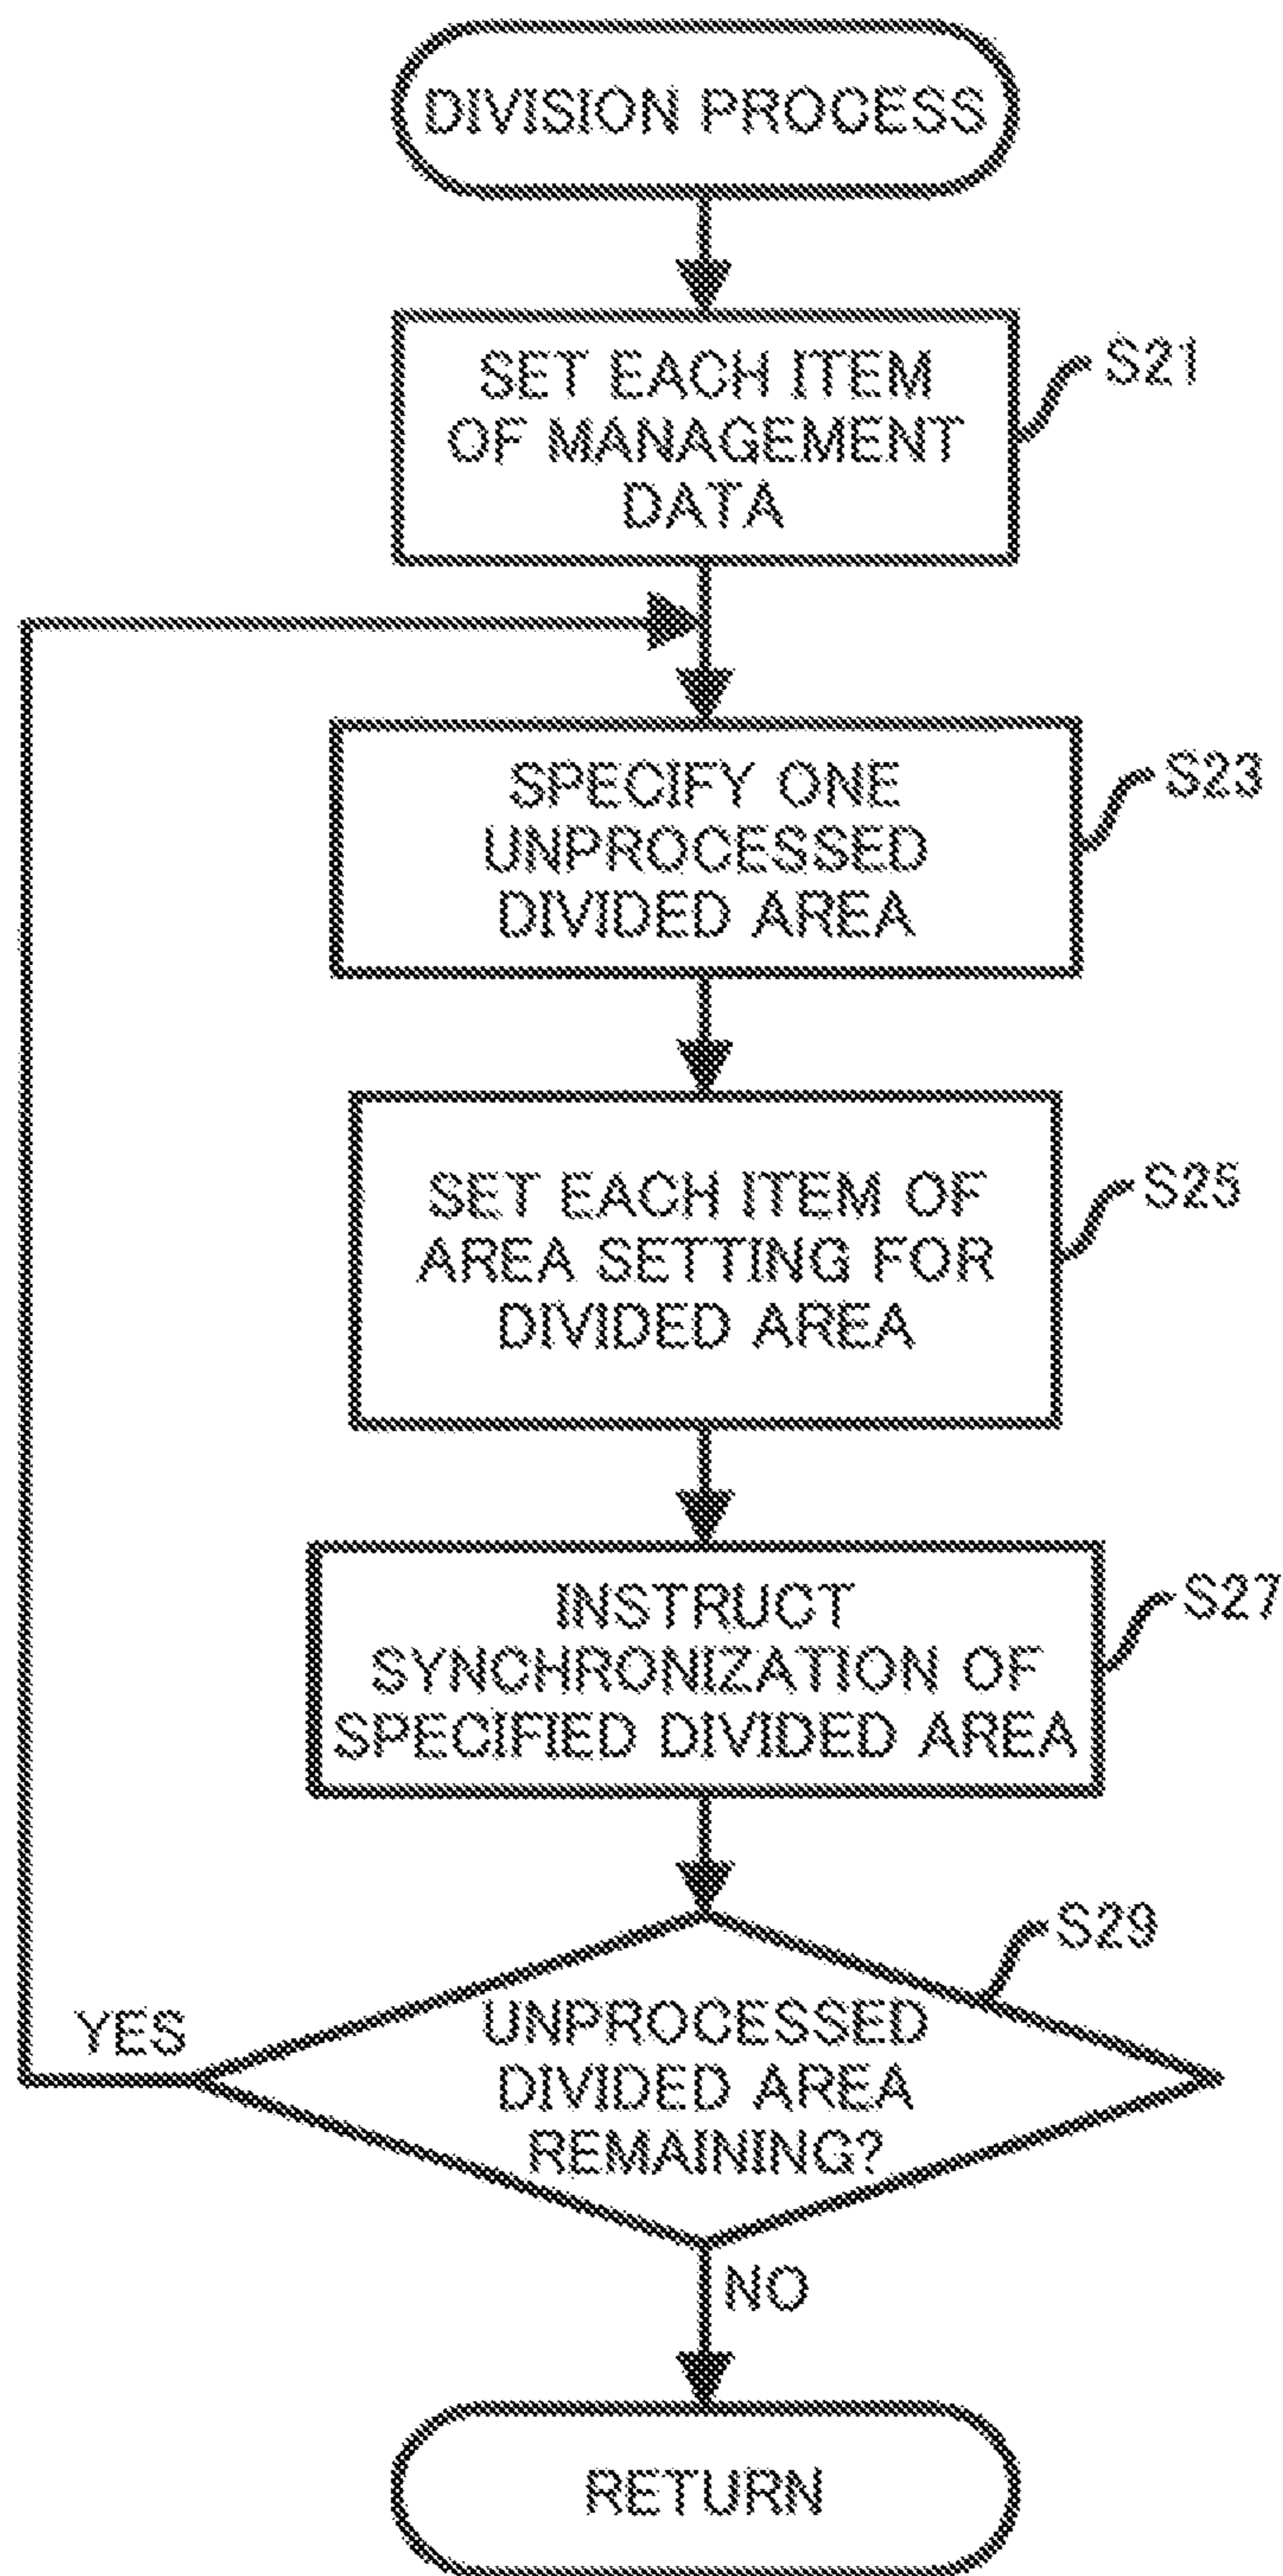 DIVISION PROCESS
SET EACH ITEM
OF MANAGEMENT
DATA
S21
SPECIFY ONE
UNPROCESSED
DIVIDED AREA
S23
SET EACH ITEM OF
AREA SETTING FOR
DIVIDED AREA
S25
INSTRUCT
SYNCHRONIZATION OF
SPECIFIED DIVIDED AREA
S27
UNPROCESSED
DIVIDED AREA
REMAINING?
S29
YES
NO
RETURN